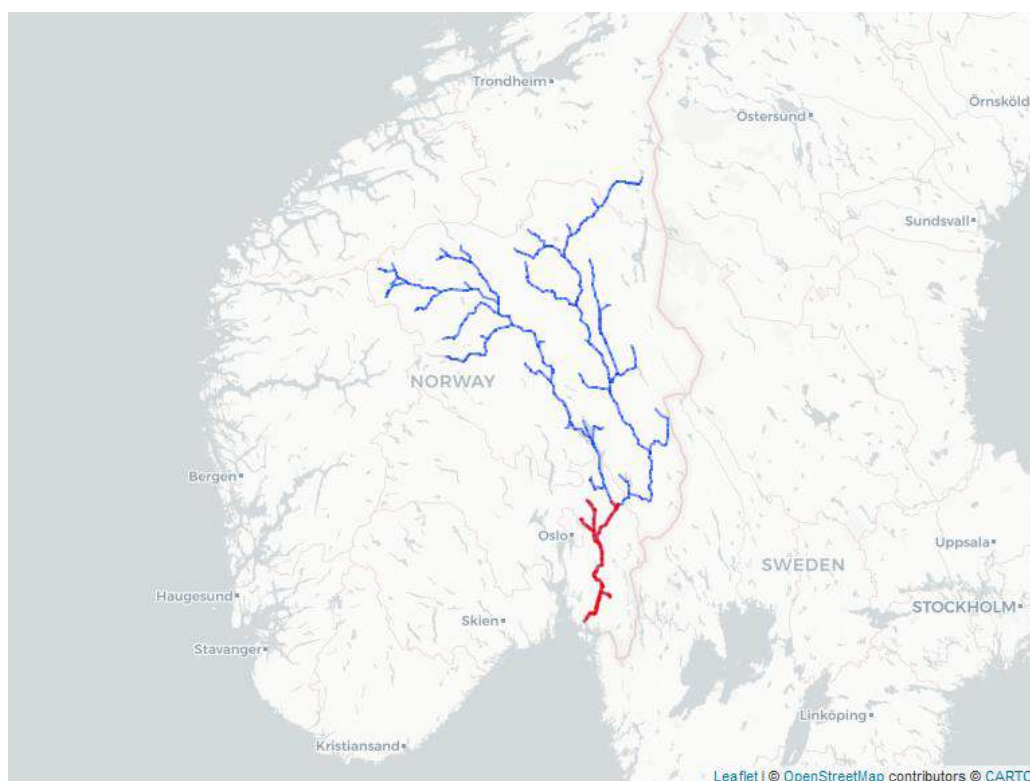 Trondheim
Östersund
Örnsköld
Sundsvall
NORWAY
Bergen
Oslo
Uppsala
SWEDEN
Haugesund
STOCKHOLM
Skien
Stavanger
Linköping
Kristiansand
Leaflet | © OpenStreetMap contributors © CARTO